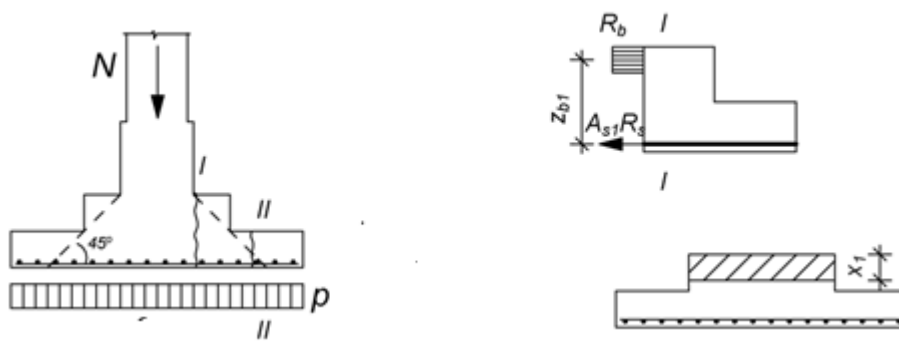 N
I
II
45°
p
II
R_b I
z_b1
A_s1R_s
I
x_1